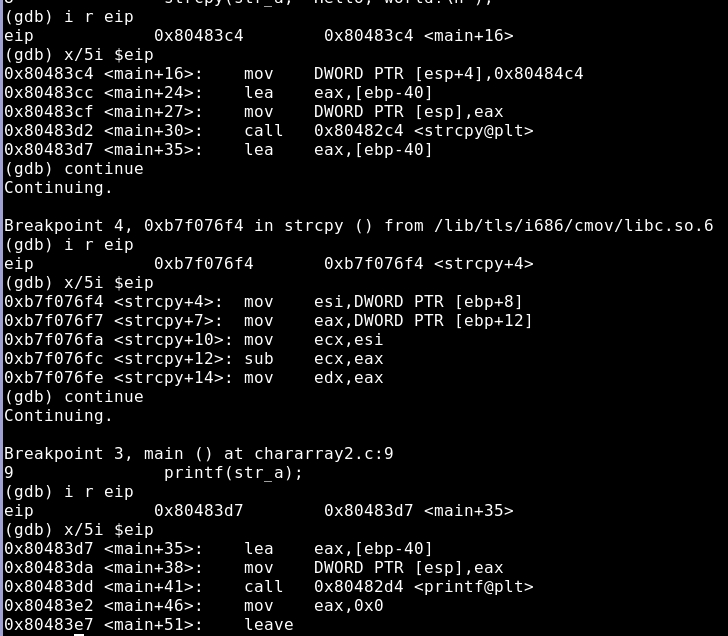 (gdb) i r eip
eip            0x80483c4        0x80483c4 <main+16>
(gdb) x/5i $eip
0x80483c4 <main+16>:    mov    DWORD PTR [esp+4],0x80484c4
0x80483cc <main+24>:    lea    eax,[ebp-40]
0x80483cf <main+27>:    mov    DWORD PTR [esp],eax
0x80483d2 <main+30>:    call   0x80482c4 <strcpy@plt>
0x80483d7 <main+35>:    lea    eax,[ebp-40]
(gdb) continue
Continuing.
Breakpoint 4, 0xb7f076f4 in strcpy () from /lib/tls/i686/cmov/libc.so.6
(gdb) i r eip
eip            0xb7f076f4       0xb7f076f4 <strcpy+4>
(gdb) x/5i $eip
0xb7f076f4 <strcpy+4>:  mov    esi,DWORD PTR [ebp+8]
0xb7f076f7 <strcpy+7>:  mov    eax,DWORD PTR [ebp+12]
0xb7f076fa <strcpy+10>: mov    ecx,esi
0xb7f076fc <strcpy+12>: sub    ecx,eax
0xb7f076fe <strcpy+14>: mov    edx,eax
(gdb) continue
Continuing.
Breakpoint 3, main () at chararray2.c:9
9               printf(str_a);
(gdb) i r eip
eip            0x80483d7        0x80483d7 <main+35>
(gdb) x/5i $eip
0x80483d7 <main+35>:    lea    eax,[ebp-40]
0x80483da <main+38>:    mov    DWORD PTR [esp],eax
0x80483dd <main+41>:    call   0x80482d4 <printf@plt>
0x80483e2 <main+46>:    mov    eax,0x0
0x80483e7 <main+51>:    leave